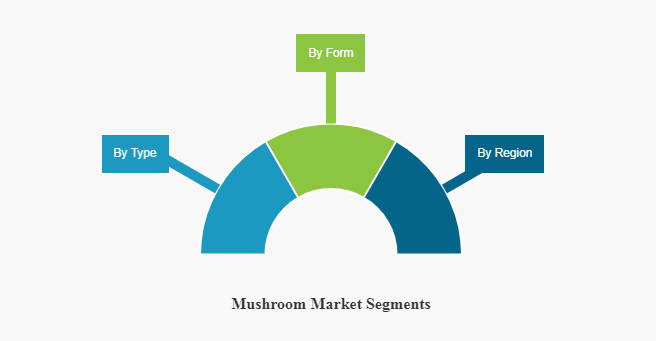 By Form
By Type
By Region
Mushroom Market Segments